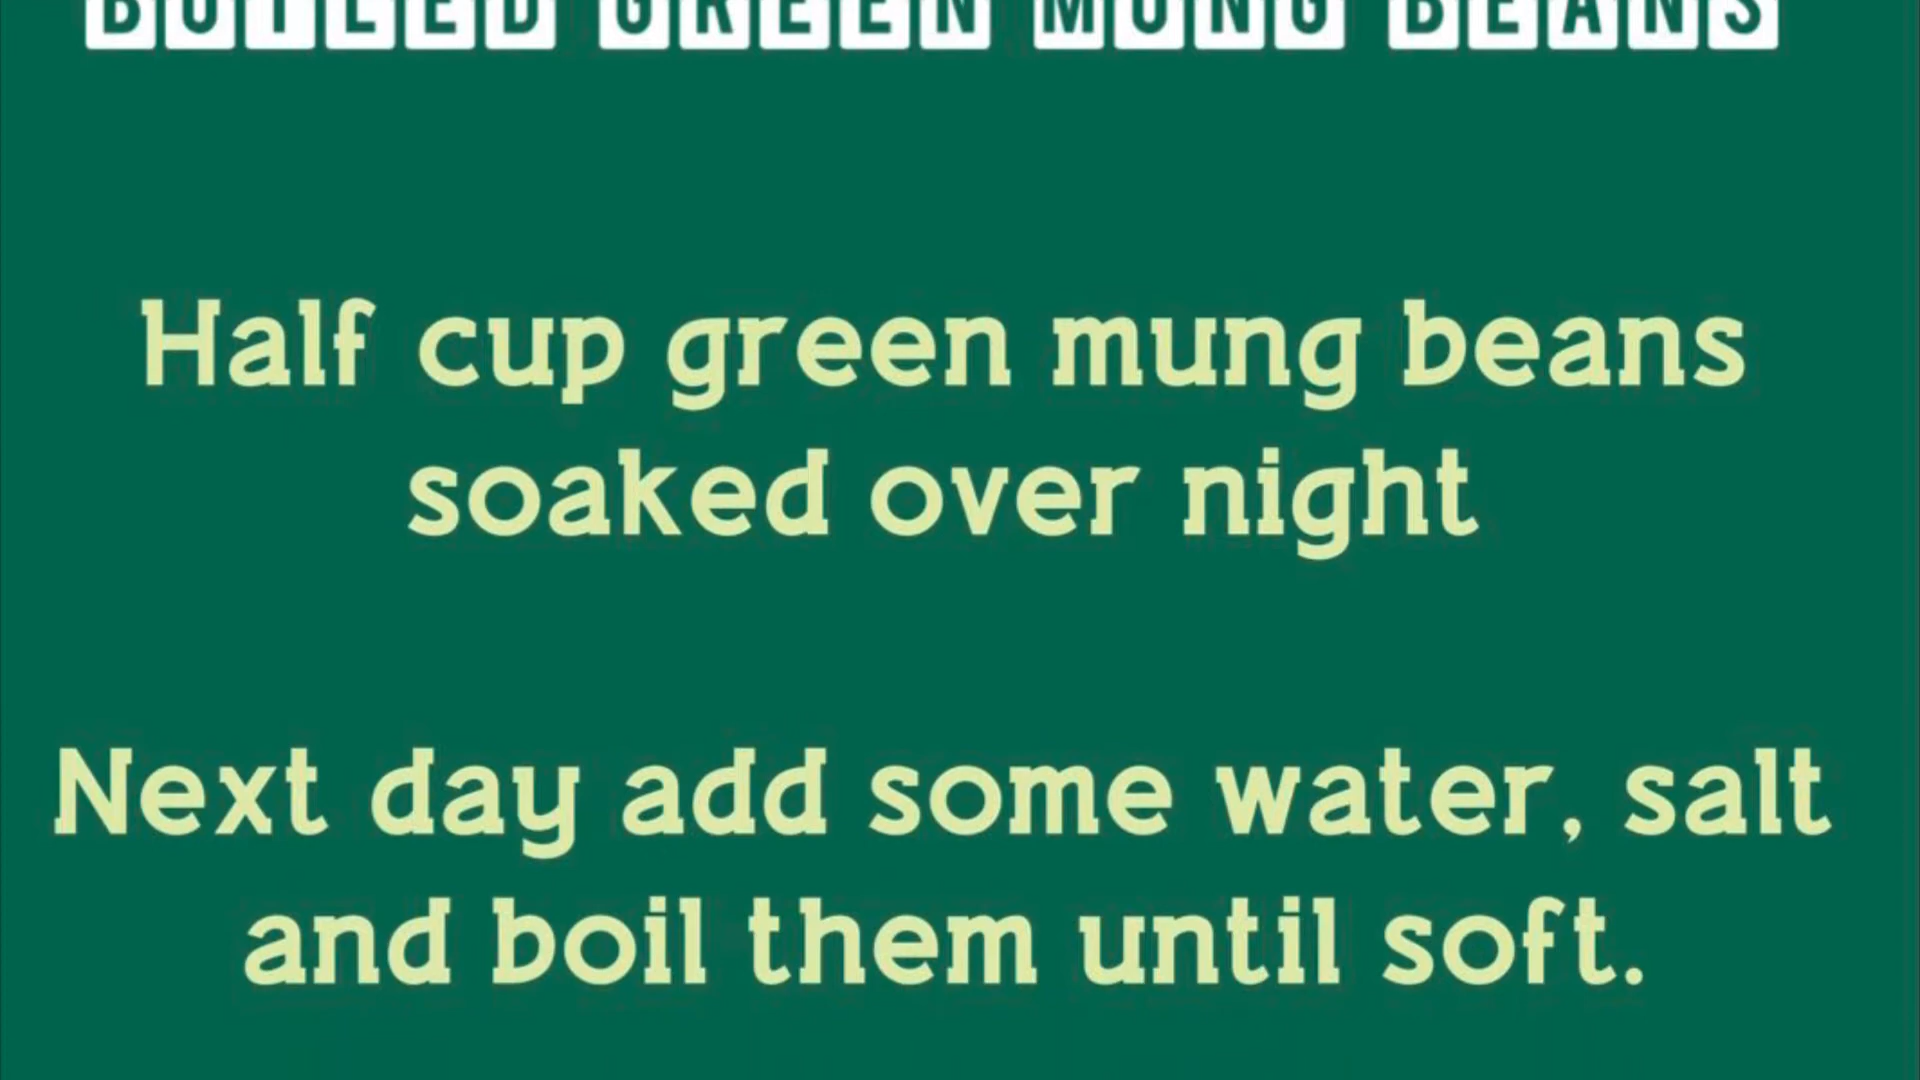 BOILED GREEN MUNG BEANS
Half cup green mung beans
soaked over night
Next day add some water, salt
and boil them until soft.